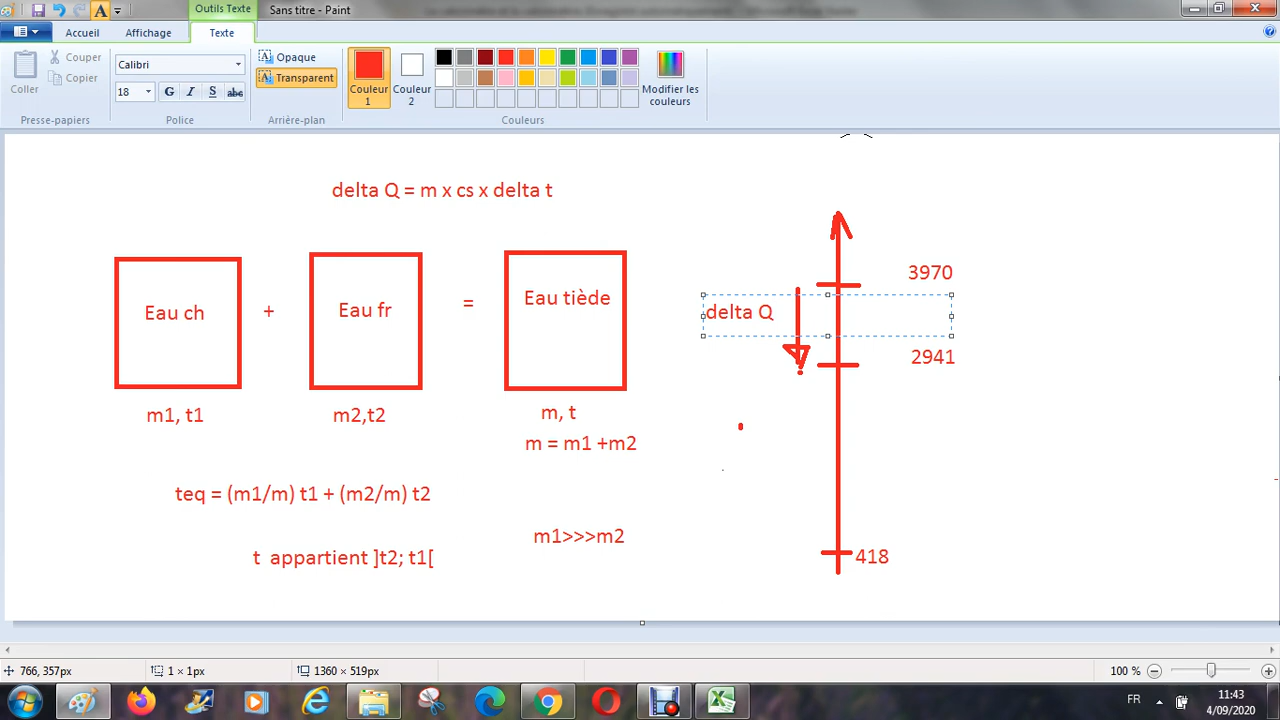 Outils Texte
Sans titre - Paint
Accueil
Affichage
Texte
Coller
Couper
Copier
Presse-papiers
Calibri
18
G I S abc
Police
Opaque
Transparent
Arrière-plan
Couleur 1
Couleur 2
Modifier les couleurs
Couleurs
delta Q = m x cs x delta t
Eau ch
+
Eau fr
=
Eau tiède
m1, t1
m2,t2
m, t
m = m1 +m2
teq = (m1/m) t1 + (m2/m) t2
m1>>>m2
t appartient ]t2; t1[
3970
delta Q
2941
418
766, 357px
1 × 1px
1360 × 519px
100 %
FR
11:43
4/09/2020